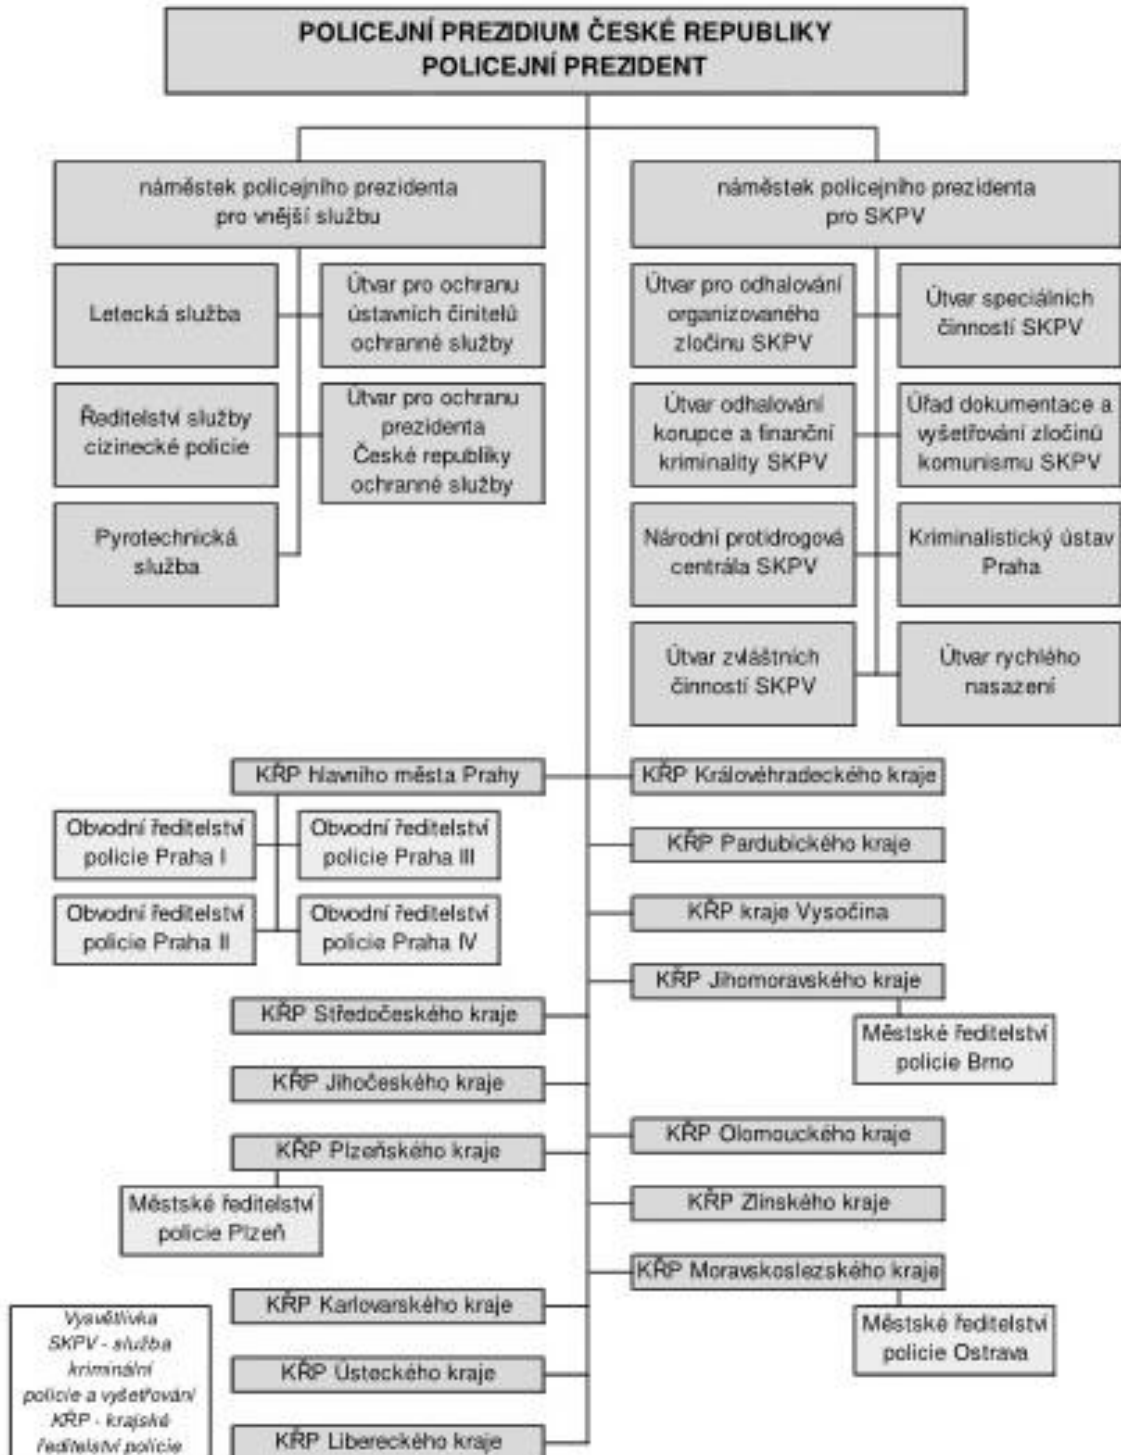 POLICEJNÍ PREZIDIUM ČESKÉ REPUBLIKY
POLICEJNÍ PREZIDENT
náměstek policejního prezidenta
pro vnější službu
náměstek policejního prezidenta
pro SKPV
Letecká služba
Útvar pro ochranu
ústavních činitelů
ochranné služby
Ředitelství služby
cizinecké policie
Útvar pro ochranu
prezidenta
České republiky
ochranné služby
Pyrotechnická
služba
Útvar pro odhalování
organizovaného
zločinu SKPV
Útvar speciálních
činností SKPV
Útvar odhalování
korupce a finanční
kriminality SKPV
Úřad dokumentace a
vyšetřování zločinů
komunismu SKPV
Národní protidrogová
centrála SKPV
Kriminalistický ústav
Praha
Útvar zvláštních
činností SKPV
Útvar rychlého
nasazení
KŘP hlavního města Prahy
Obvodní ředitelství
policie Praha I
Obvodní ředitelství
policie Praha III
Obvodní ředitelství
policie Praha II
Obvodní ředitelství
policie Praha IV
KŘP Středočeského kraje
KŘP Jihočeského kraje
KŘP Plzeňského kraje
Městské ředitelství
policie Plzeň
KŘP Karlovarského kraje
KŘP Ústeckého kraje
KŘP Libereckého kraje
KŘP Královéhradeckého kraje
KŘP Pardubického kraje
KŘP kraje Vysočina
KŘP Jihomoravského kraje
Městské ředitelství
policie Brno
KŘP Olomouckého kraje
KŘP Zlínského kraje
KŘP Moravskoslezského kraje
Městské ředitelství
policie Ostrava
Vysvětlivka
SKPV - služba
kriminální
policie a vyšetřování
KŘP - krajské
ředitelství policie